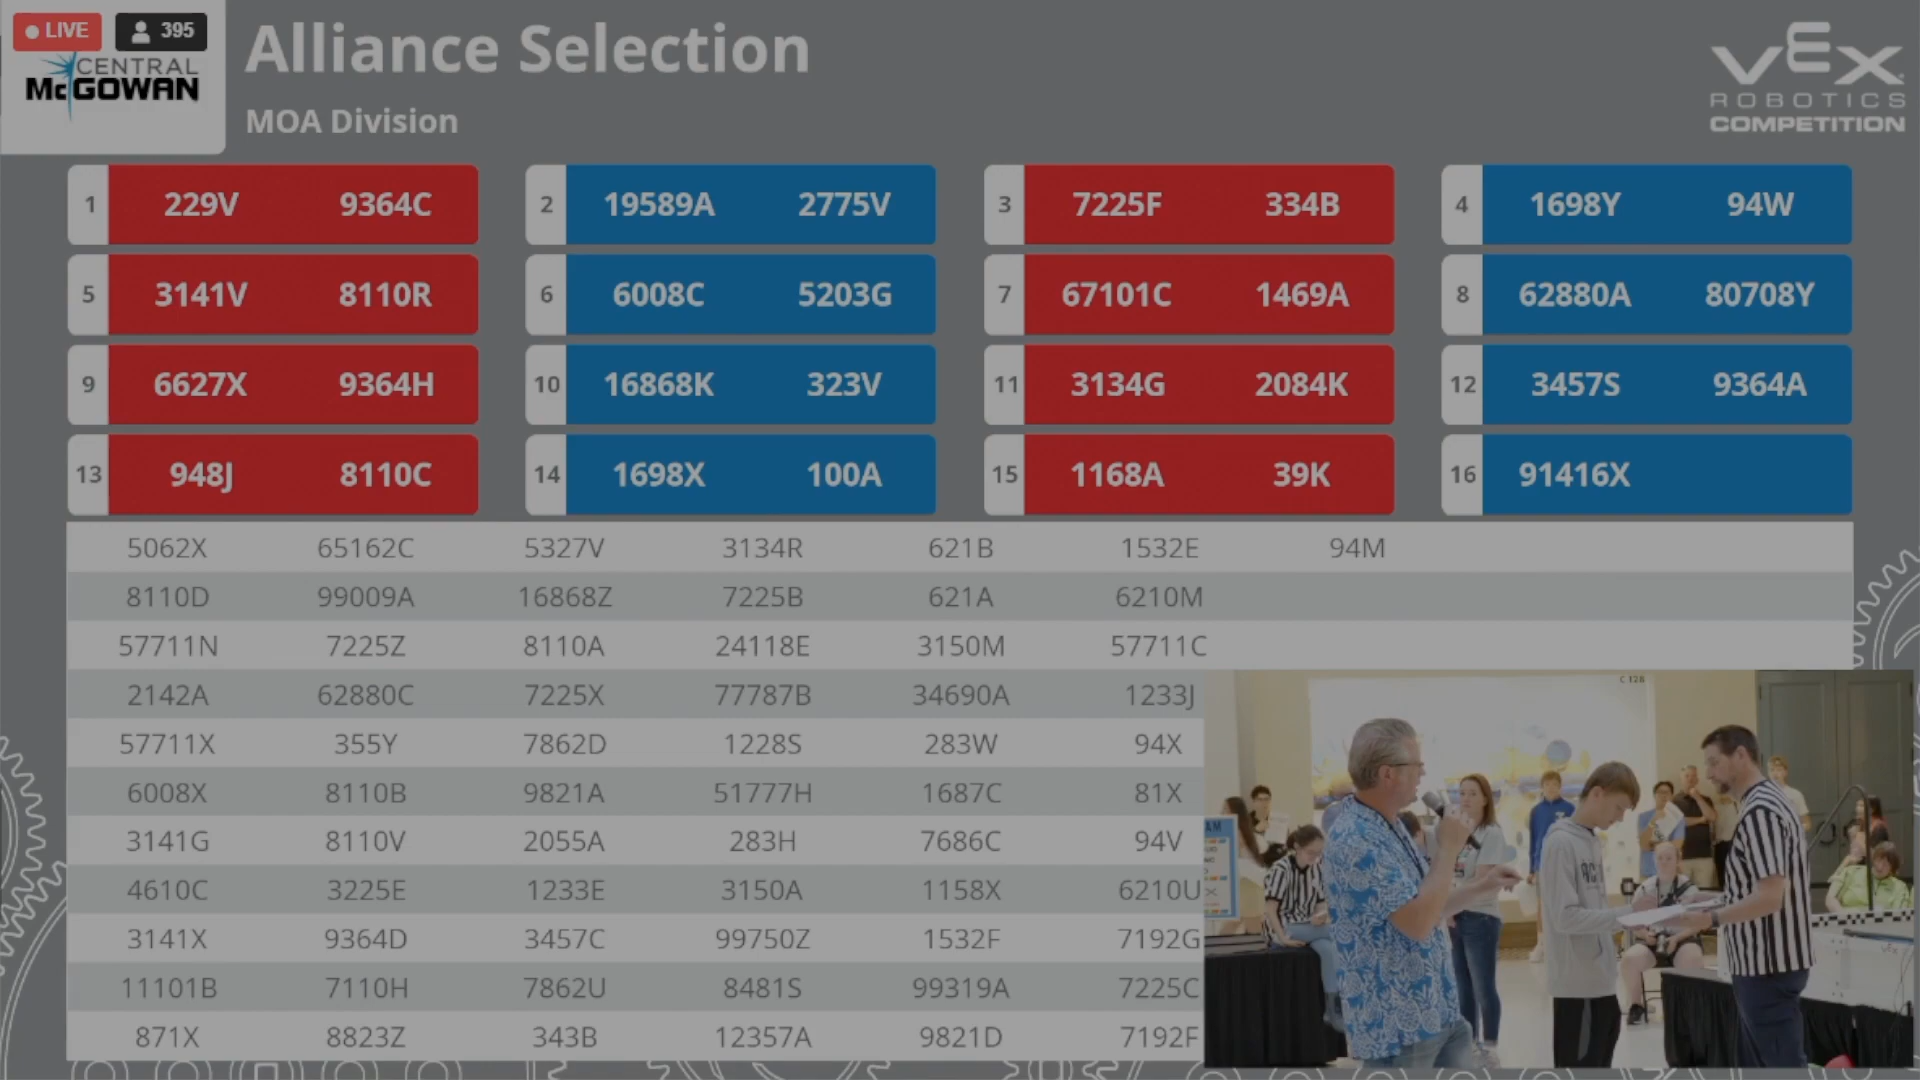 LIVE 395
CENTRAL
McGOWAN
Alliance Selection
MOA Division
VEX
ROBOTICS
COMPETITION
1 229V 9364C 2 19589A 2775V 3 7225F 334B 4 1698Y 94W
5 3141V 8110R 6 6008C 5203G 7 67101C 1469A 8 62880A 80708Y
9 6627X 9364H 10 16868K 323V 11 3134G 2084K 12 3457S 9364A
13 948J 8110C 14 1698X 100A 15 1168A 39K 16 91416X
5062X 65162C 5327V 3134R 621B 1532E 94M
8110D 99009A 16868Z 7225B 621A 6210M
57711N 7225Z 8110A 24118E 3150M 57711C
2142A 62880C 7225X 77787B 34690A 1233J
57711X 355Y 7862D 1228S 283W 94X
6008X 8110B 9821A 51777H 1687C 81X
3141G 8110V 2055A 283H 7686C 94V
4610C 3225E 1233E 3150A 1158X 6210U
3141X 9364D 3457C 99750Z 1532F 7192G
11101B 7110H 7862U 8481S 99319A 7225C
871X 8823Z 343B 12357A 9821D 7192F
C 128